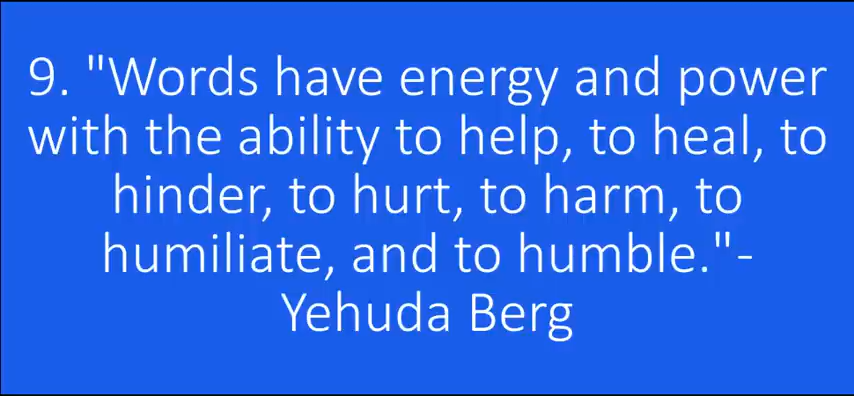 9. "Words have energy and power
with the ability to help, to heal, to
hinder, to hurt, to harm, to
humiliate, and to humble."-
Yehuda Berg